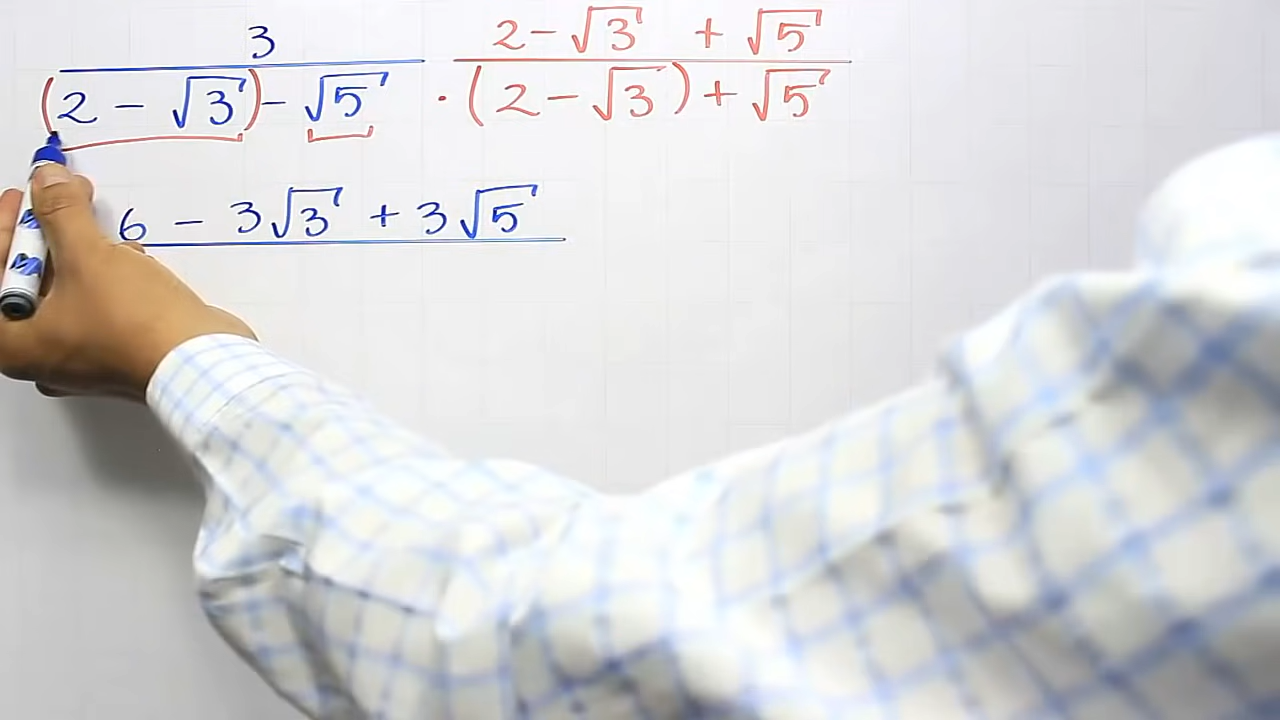 3 2 - √3 + √5
(2 - √3) - √5 · (2 - √3) + √5
6 - 3√3 + 3√5